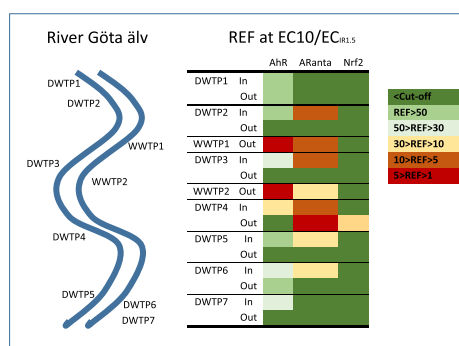 River Göta älv
DWTP1
DWTP2
WWTP1
DWTP3
WWTP2
DWTP4
DWTP5
DWTP6
DWTP7
REF at EC10/ECIR1.5
AhR ARanta Nrf2
DWTP1 In
Out
DWTP2 In
Out
WWTP1 Out
DWTP3 In
Out
WWTP2 Out
DWTP4 In
Out
DWTP5 In
Out
DWTP6 In
Out
DWTP7 In
Out
<Cut-off
REF>50
50>REF>30
30>REF>10
10>REF>5
5>REF>1